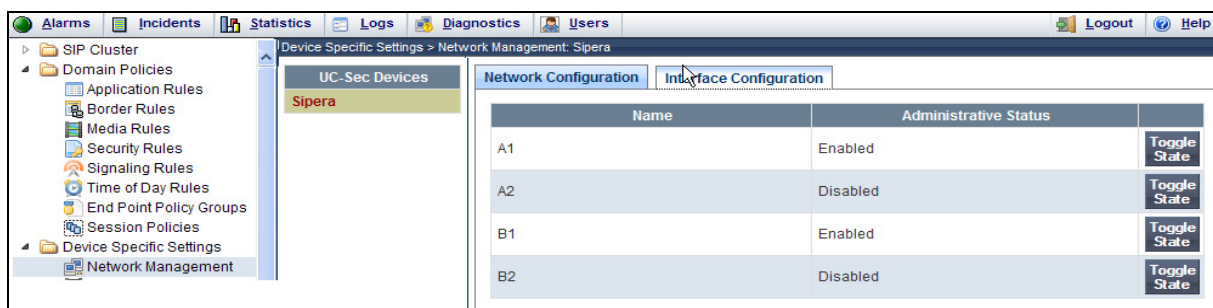 Alarms Incidents Statistics Logs Diagnostics Users Logout Help
SIP Cluster
Domain Policies
Application Rules
Border Rules
Media Rules
Security Rules
Signaling Rules
Time of Day Rules
End Point Policy Groups
Session Policies
Device Specific Settings
Network Management
Device Specific Settings > Network Management: Sipera
UC-Sec Devices
Sipera
Network Configuration Interface Configuration
Name Administrative Status
A1 Enabled Toggle State
A2 Disabled Toggle State
B1 Enabled Toggle State
B2 Disabled Toggle State